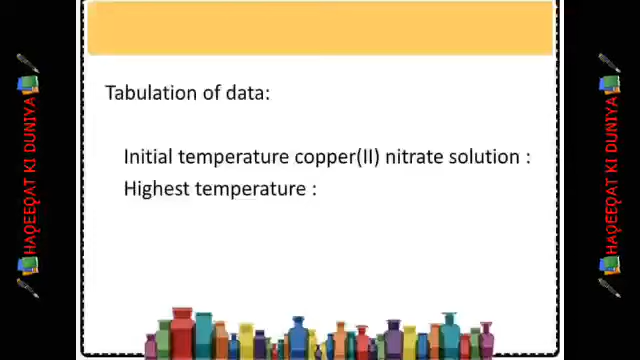 Tabulation of data:
Initial temperature copper(II) nitrate solution :
Highest temperature :
HAQEEQAT KI DUNIYA
HAQEEQAT KI DUNIYA